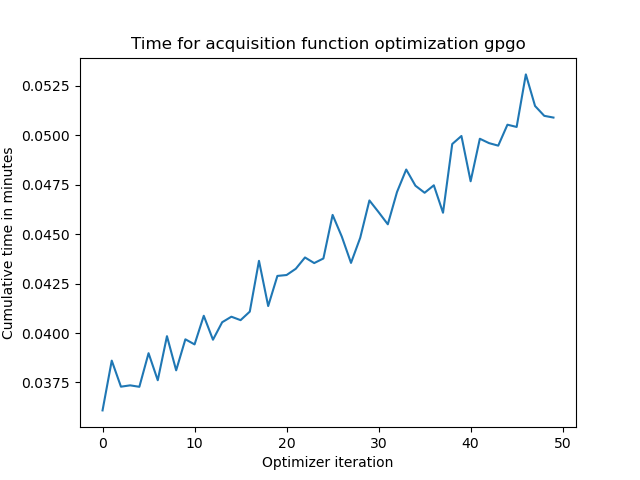 Time for acquisition function optimization gpgo
0.0525
0.0500
0.0475
0.0450
0.0425
0.0400
0.0375
Cumulative time in minutes
0 10 20 30 40 50
Optimizer iteration